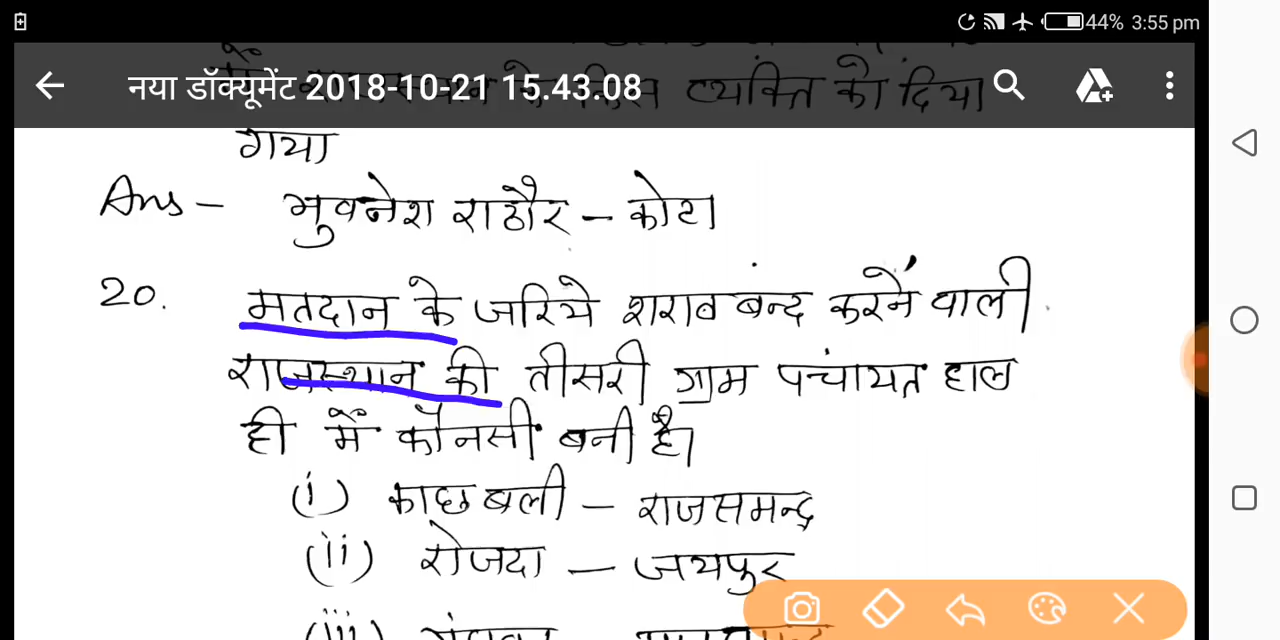 44% 3:55 pm
नया डॉक्यूमेंट 2018-10-21 15.43.08
व्यक्ति को दिया
गया
Ans - भुवनेश राठौर - कोटा
20. मतदान के जरिये शराब बन्द करनें वाली
राजस्थान की तीसरी ग्राम पंचायत हाल
ही में कौनसी बनी है।
(i) काछबली - राजसमन्द
(ii) रोजदा - जयपुर
(iii)